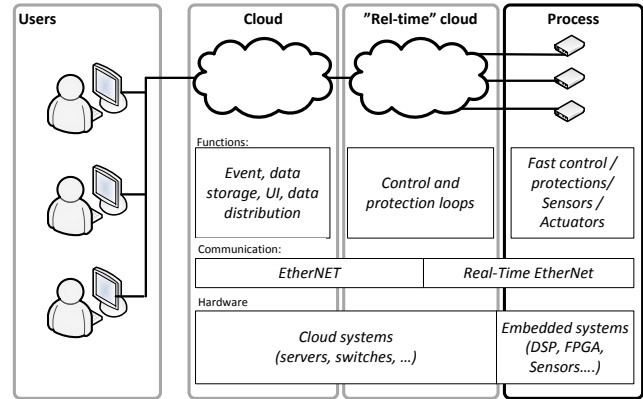 Users
Cloud
”Rel-time” cloud
Process
Functions:
Event, data
storage, UI, data
distribution
Control and
protection loops
Fast control /
protections/
Sensors /
Actuators
Communication:
EtherNET
Real-Time EtherNet
Hardware
Cloud systems
(servers, switches, …)
Embedded systems
(DSP, FPGA,
Sensors….)